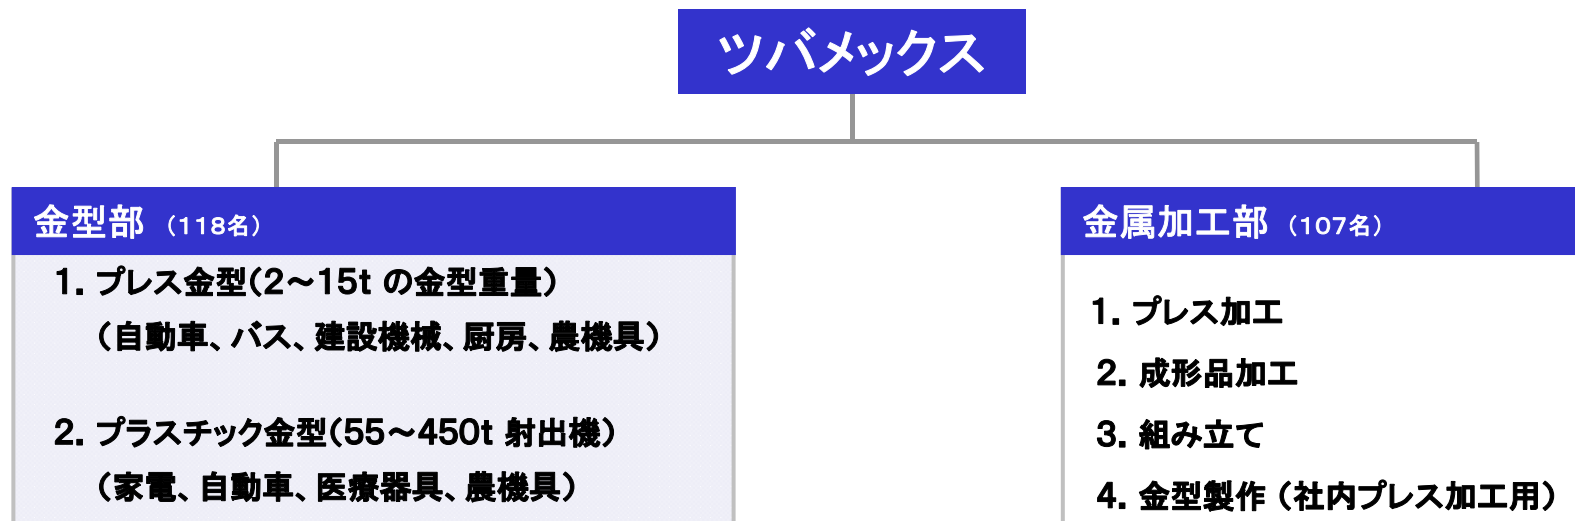 ツバメックス
金型部 （118名）
1. プレス金型（2～15t の金型重量）
（自動車、バス、建設機械、厨房、農機具）
2. プラスチック金型（55～450t 射出機）
（家電、自動車、医療器具、農機具）
金属加工部 （107名）
1. プレス加工
2. 成形品加工
3. 組み立て
4. 金型製作 （社内プレス加工用）